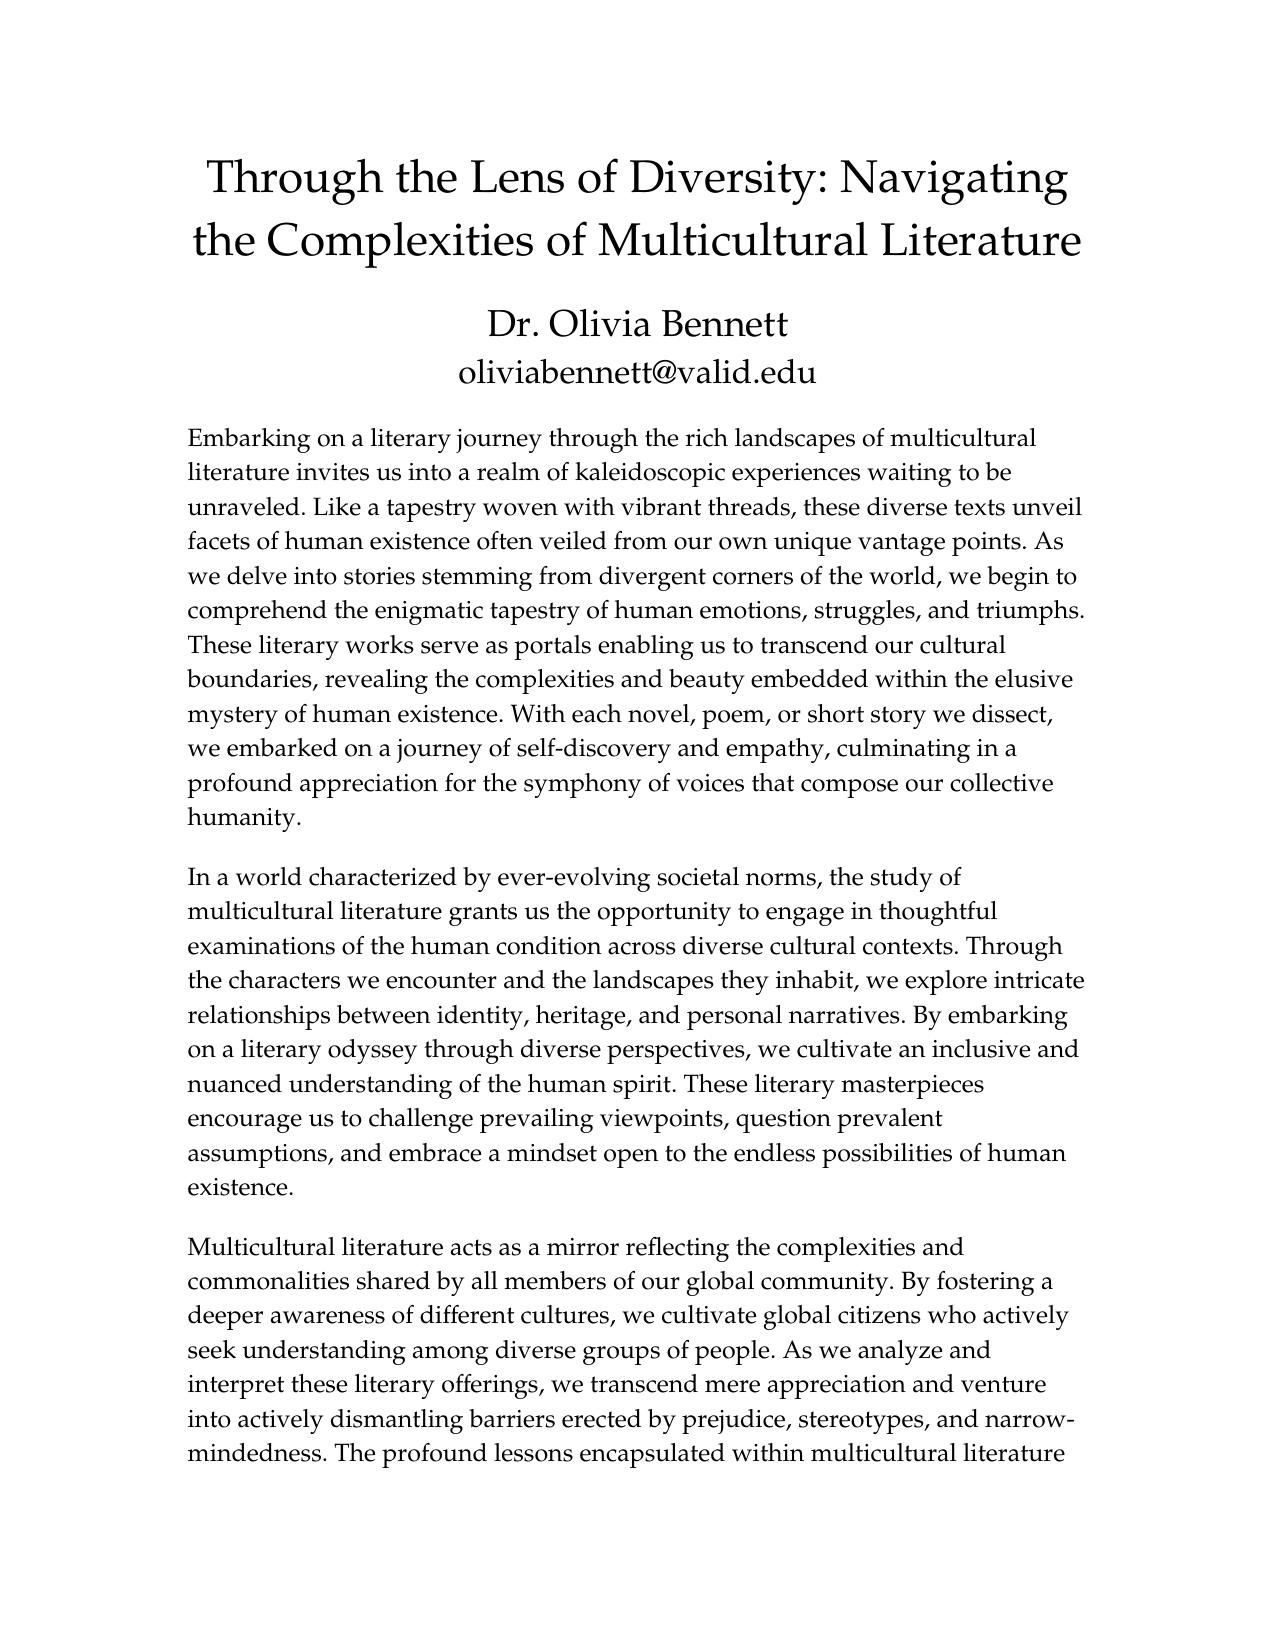 Through the Lens of Diversity: Navigating
the Complexities of Multicultural Literature
Dr. Olivia Bennett
oliviabennett@valid.edu
Embarking on a literary journey through the rich landscapes of multicultural
literature invites us into a realm of kaleidoscopic experiences waiting to be
unraveled. Like a tapestry woven with vibrant threads, these diverse texts unveil
facets of human existence often veiled from our own unique vantage points. As
we delve into stories stemming from divergent corners of the world, we begin to
comprehend the enigmatic tapestry of human emotions, struggles, and triumphs.
These literary works serve as portals enabling us to transcend our cultural
boundaries, revealing the complexities and beauty embedded within the elusive
mystery of human existence. With each novel, poem, or short story we dissect,
we embarked on a journey of self-discovery and empathy, culminating in a
profound appreciation for the symphony of voices that compose our collective
humanity.
In a world characterized by ever-evolving societal norms, the study of
multicultural literature grants us the opportunity to engage in thoughtful
examinations of the human condition across diverse cultural contexts. Through
the characters we encounter and the landscapes they inhabit, we explore intricate
relationships between identity, heritage, and personal narratives. By embarking
on a literary odyssey through diverse perspectives, we cultivate an inclusive and
nuanced understanding of the human spirit. These literary masterpieces
encourage us to challenge prevailing viewpoints, question prevalent
assumptions, and embrace a mindset open to the endless possibilities of human
existence.
Multicultural literature acts as a mirror reflecting the complexities and
commonalities shared by all members of our global community. By fostering a
deeper awareness of different cultures, we cultivate global citizens who actively
seek understanding among diverse groups of people. As we analyze and
interpret these literary offerings, we transcend mere appreciation and venture
into actively dismantling barriers erected by prejudice, stereotypes, and narrow-
mindedness. The profound lessons encapsulated within multicultural literature